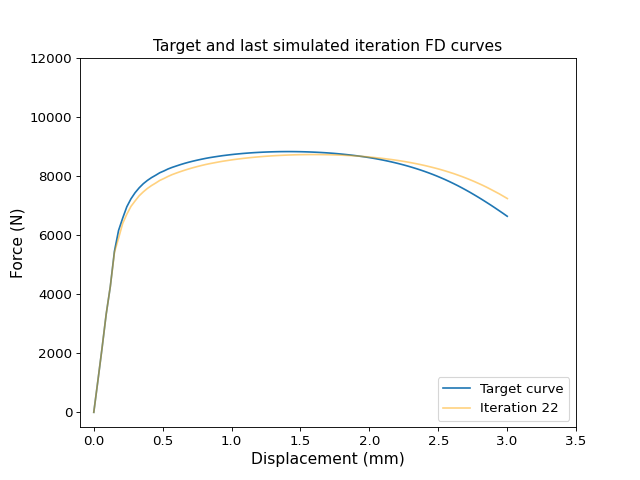 Target and last simulated iteration FD curves
12000
10000
8000
6000
4000
2000
0
Force (N)
0.0 0.5 1.0 1.5 2.0 2.5 3.0 3.5
Displacement (mm)
Target curve
Iteration 22